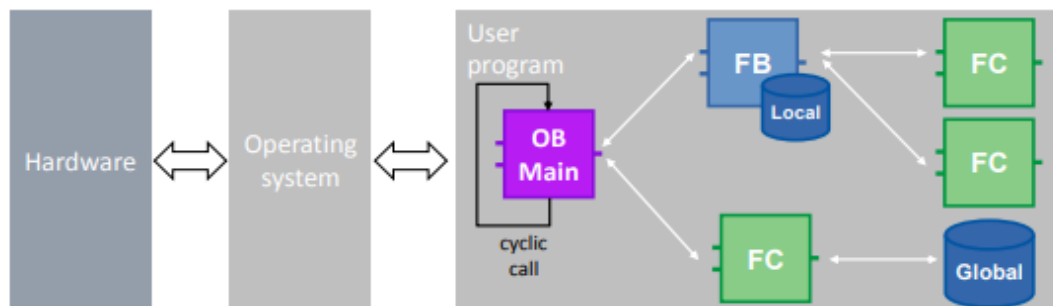 Hardware
Operating
system
User
program
OB
Main
cyclic
call
FB
Local
FC
FC
FC
Global